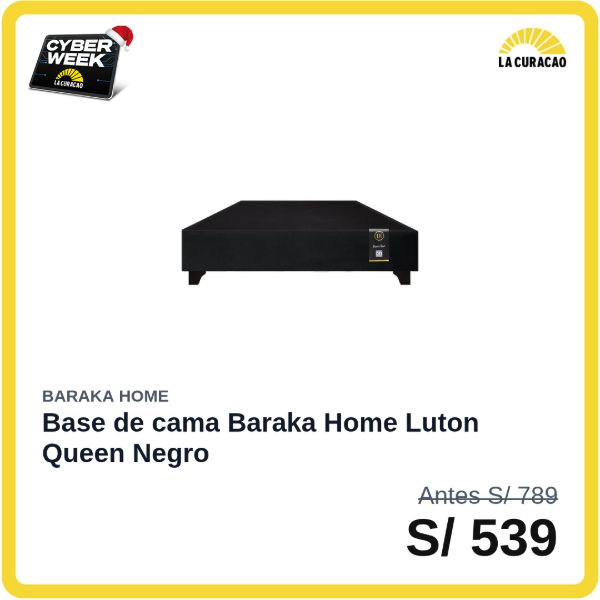 CYBER
WEEK
LA CURACAO
LA CURACAO
BARAKA HOME
Base de cama Baraka Home Luton
Queen Negro
Antes S/ 789
S/ 539